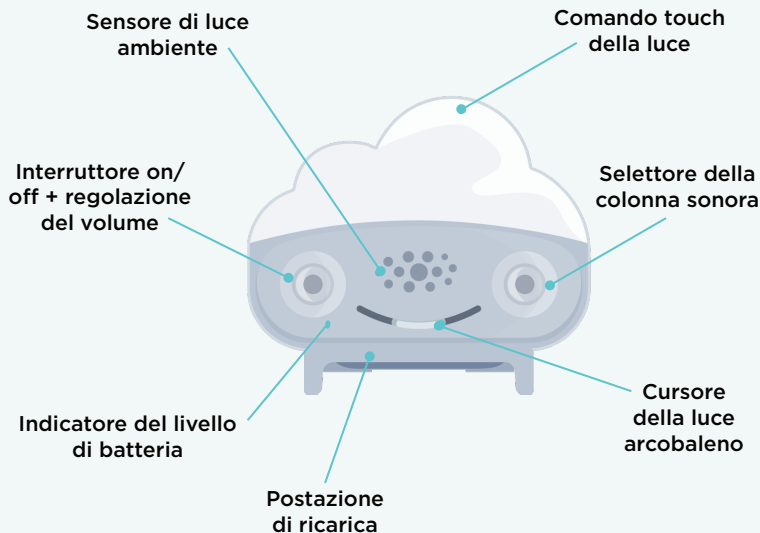 Sensore di luce
ambiente
Comando touch
della luce
Interruttore on/
off + regolazione
del volume
Selettore della
colonna sonora
Indicatore del livello
di batteria
Cursore
della luce
arcobaleno
Postazione
di ricarica